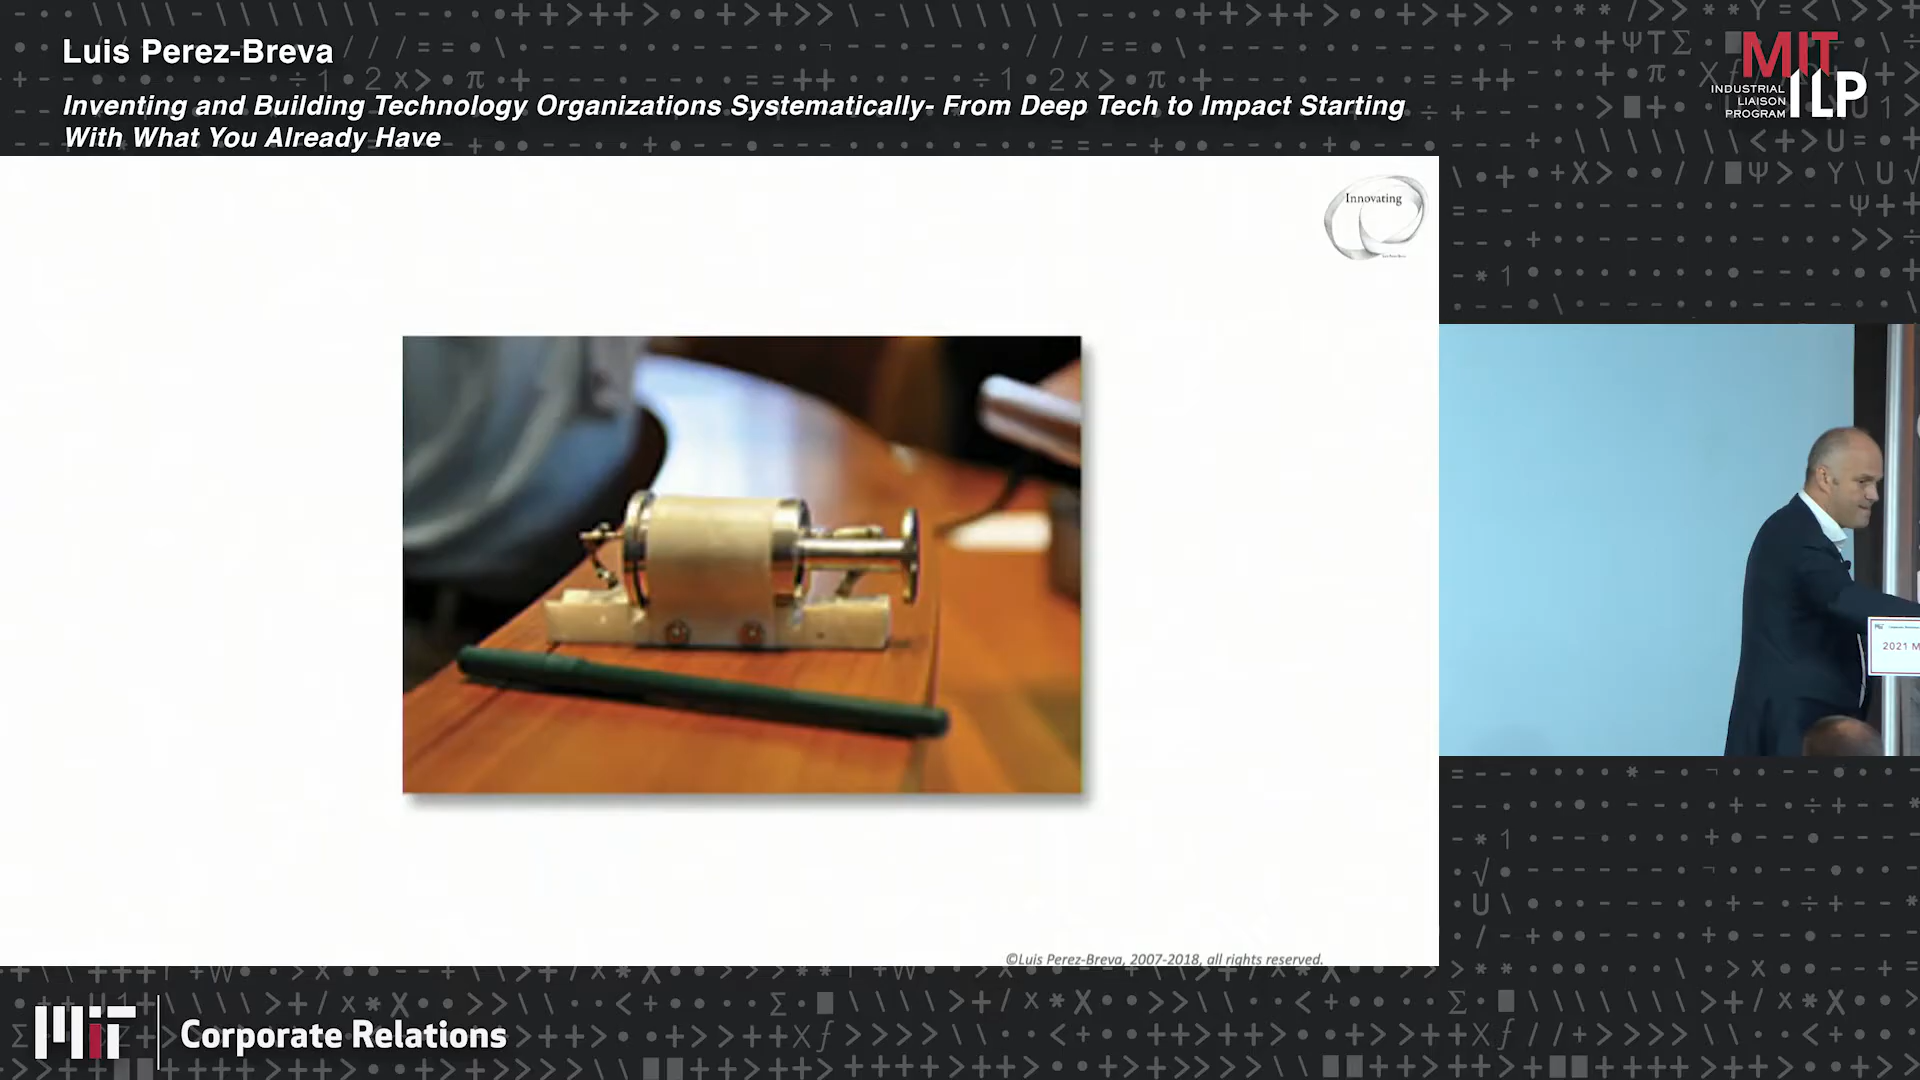 Luis Perez-Breva
Inventing and Building Technology Organizations Systematically- From Deep Tech to Impact Starting
With What You Already Have
MIT
INDUSTRIAL
LIAISON
PROGRAM
ILP
Innovating
2021 M
©Luis Perez-Breva, 2007-2018, all rights reserved.
MIT
Corporate Relations